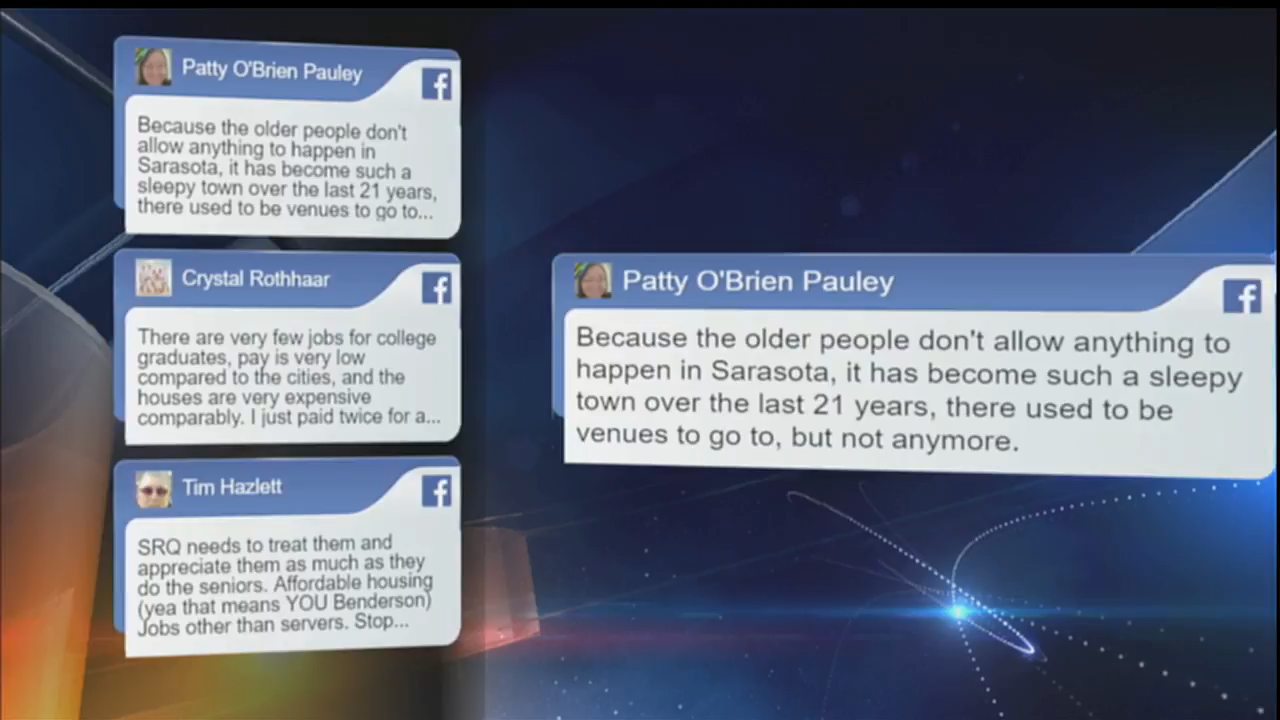 Patty O'Brien Pauley
Because the older people don't
allow anything to happen in
Sarasota, it has become such a
sleepy town over the last 21 years,
there used to be venues to go to...
Crystal Rothhaar
There are very few jobs for college
graduates, pay is very low
compared to the cities, and the
houses are very expensive
comparably. I just paid twice for a...
Tim Hazlett
SRQ needs to treat them and
appreciate them as much as they
do the seniors. Affordable housing
(yea that means YOU Benderson)
Jobs other than servers. Stop...
Patty O'Brien Pauley
Because the older people don't allow anything to
happen in Sarasota, it has become such a sleepy
town over the last 21 years, there used to be
venues to go to, but not anymore.